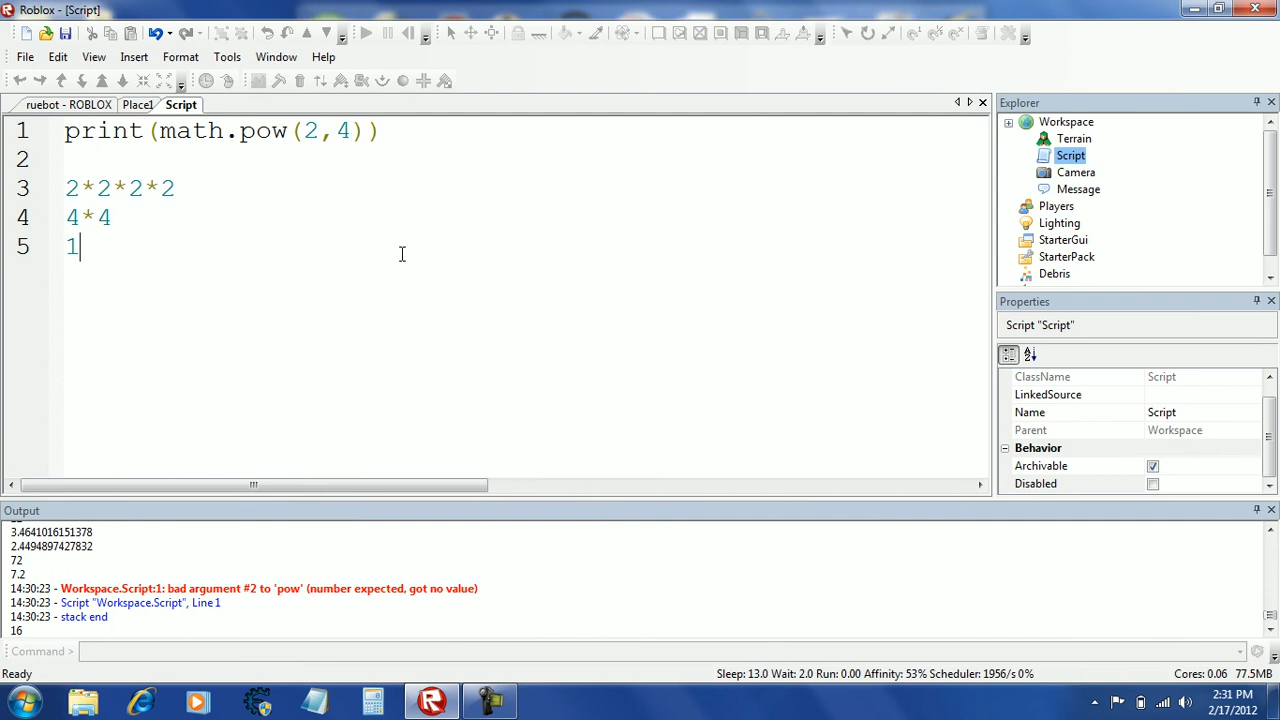 Roblox - [Script]
File Edit View Insert Format Tools Window Help
ruebot - ROBLOX Place1 Script
1 print(math.pow(2,4))
2
3 2*2*2*2
4 4*4
5 1
Explorer
Workspace
Terrain
Script
Camera
Message
Players
Lighting
StarterGui
StarterPack
Debris
Properties
Script "Script"
ClassName Script
LinkedSource
Name Script
Parent Workspace
Behavior
Archivable
Disabled
Output
3.4641016151378
2.4494897427832
72
7.2
14:30:23 - Workspace.Script:1: bad argument #2 to 'pow' (number expected, got no value)
14:30:23 - Script "Workspace.Script", Line 1
14:30:23 - stack end
16
Command >
Ready Sleep: 13.0 Wait: 2.0 Run: 0.00 Affinity: 53% Scheduler: 1956/s 0% Cores: 0.06 77.5MB
2:31 PM
2/17/2012